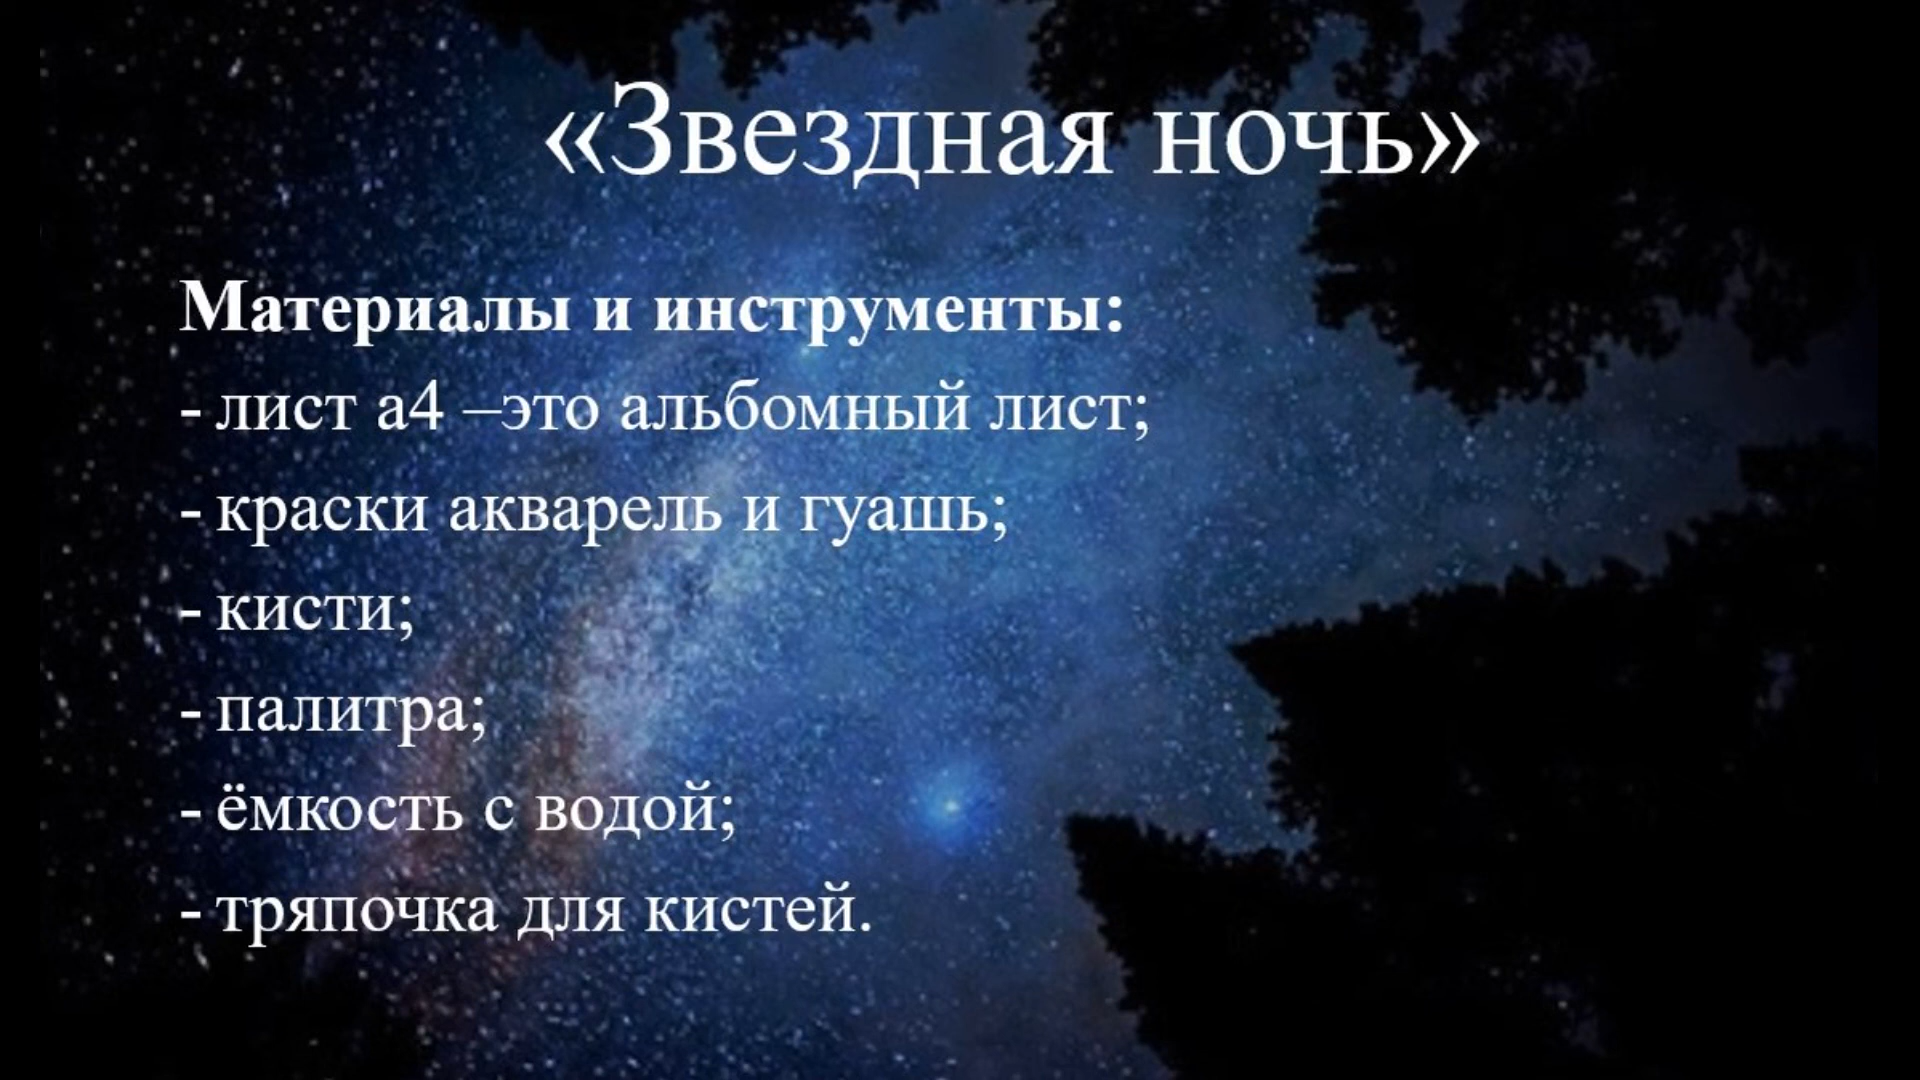 «Звездная ночь»
Материалы и инструменты:
- лист а4 –это альбомный лист;
- краски акварель и гуашь;
- кисти;
- палитра;
- ёмкость с водой;
- тряпочка для кистей.